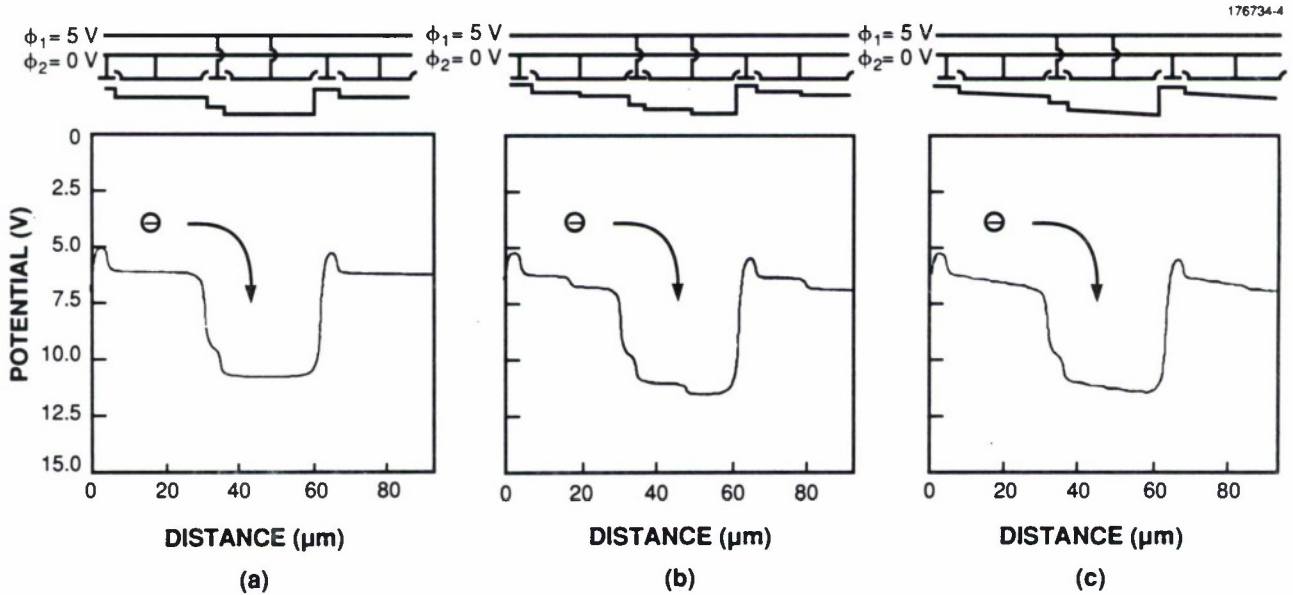 176734-4
ϕ1 = 5 V
ϕ2 = 0 V
ϕ1 = 5 V
ϕ2 = 0 V
ϕ1 = 5 V
ϕ2 = 0 V
POTENTIAL (V)
0
2.5
5.0
7.5
10.0
12.5
15.0
0 20 40 60 80
0 20 40 60 80
0 20 40 60 80
DISTANCE (μm)
DISTANCE (μm)
DISTANCE (μm)
(a)
(b)
(c)